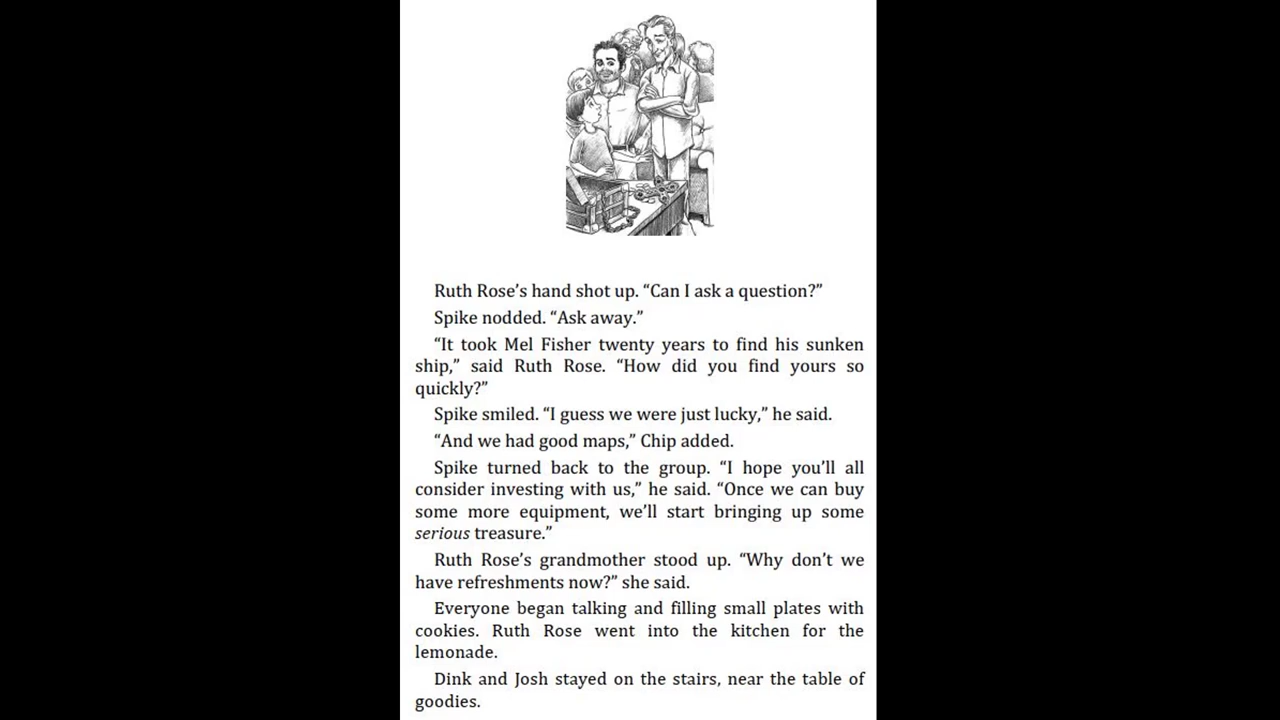 Ruth Rose’s hand shot up. “Can I ask a question?”
Spike nodded. “Ask away.”
“It took Mel Fisher twenty years to find his sunken
ship,” said Ruth Rose. “How did you find yours so
quickly?”
Spike smiled. “I guess we were just lucky,” he said.
“And we had good maps,” Chip added.
Spike turned back to the group. “I hope you’ll all
consider investing with us,” he said. “Once we can buy
some more equipment, we’ll start bringing up some
serious treasure.”
Ruth Rose’s grandmother stood up. “Why don’t we
have refreshments now?” she said.
Everyone began talking and filling small plates with
cookies. Ruth Rose went into the kitchen for the
lemonade.
Dink and Josh stayed on the stairs, near the table of
goodies.